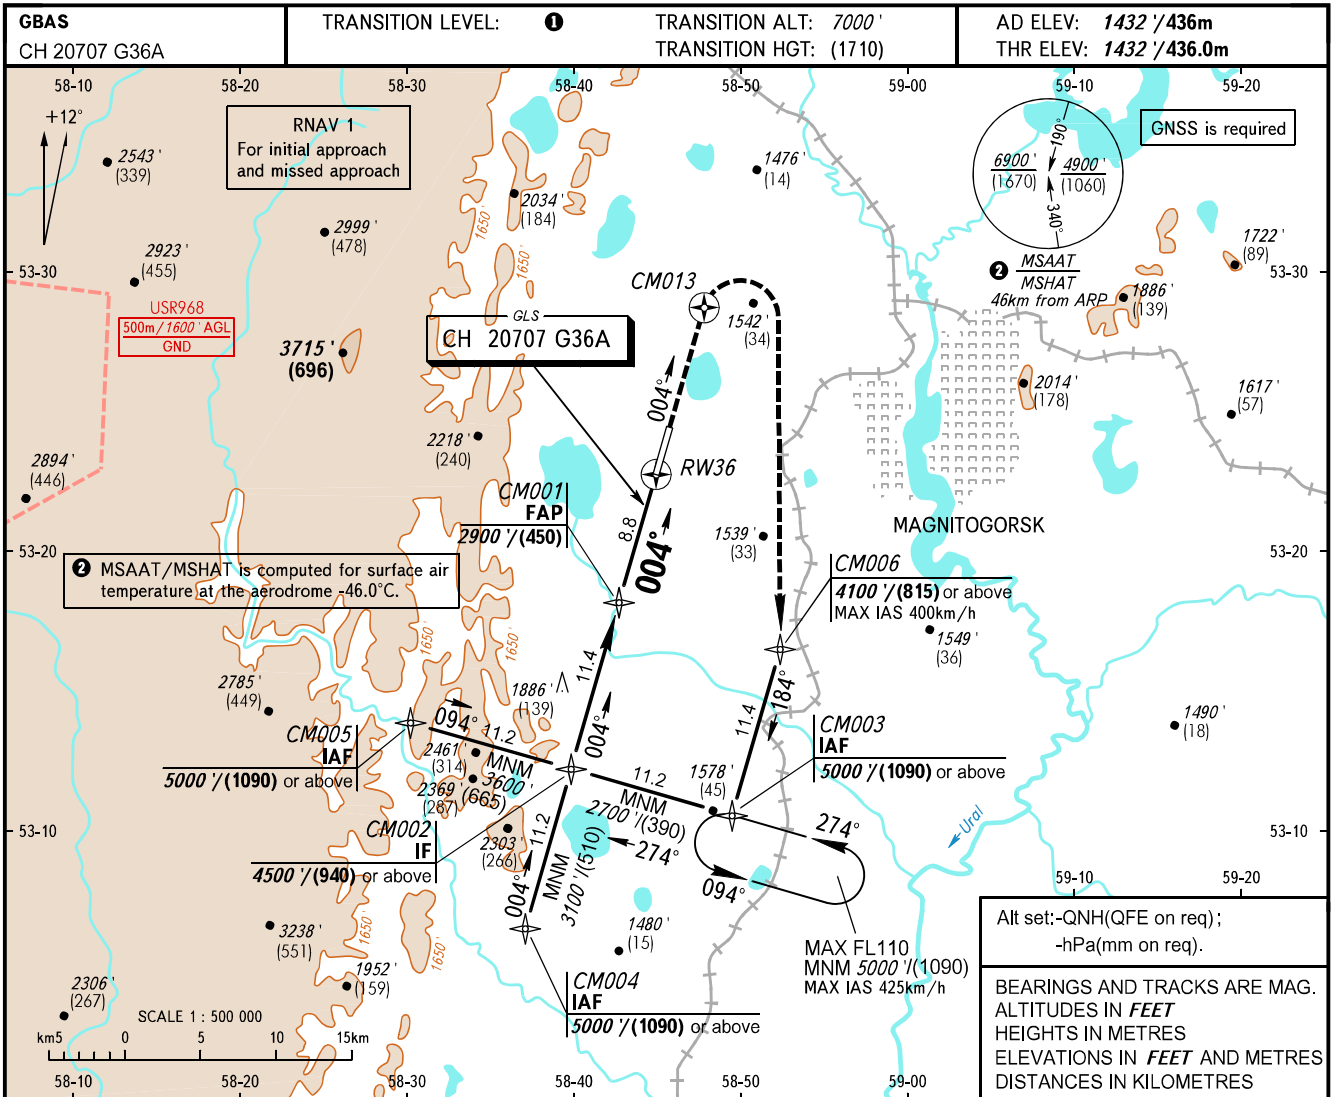 GBAS
CH 20707 G36A
TRANSITION LEVEL: ❶
TRANSITION ALT: 7000 '
TRANSITION HGT: (1710)
AD ELEV: 1432 '/436m
THR ELEV: 1432 '/436.0m
58-10
58-20
58-30
58-40
58-50
59-00
59-10
59-20
+12°
RNAV 1
For initial approach
and missed approach
GNSS is required
190°
6900 '
(1670)
4900 '
(1060)
340°
❷ MSAAT
MSHAT
46km from ARP
2543 '
(339)
2999 '
(478)
2923 '
(455)
2034 '
(184)
1476 '
(14)
1722 '
(89)
1886 '
(139)
53-30
53-30
1650'
1650'
USR968
500m/1600 ' AGL
GND
3715 '
(696)
CM013
1542 '
(34)
GLS
CH 20707 G36A
004°
2014 '
(178)
1617 '
(57)
2218 '
(240)
2894 '
(446)
RW36
CM001
FAP
2900 '/(450)
8.8
004°
1539 '
(33)
MAGNITOGORSK
53-20
53-20
❷ MSAAT/MSHAT is computed for surface air
temperature at the aerodrome -46.0°C.
CM006
4100 '/(815) or above
MAX IAS 400km/h
1549 '
(36)
1650'
1650'
2785 '
(449)
1886 '
(139)
11.4
004°
184°
11.4
1490 '
(18)
CM005
IAF
5000 '/(1090) or above
094°
11.2
MNM
3600 '
(665)
2461 '
(314)
2369 '
(287)
CM003
IAF
5000 '/(1090) or above
1578 '
(45)
11.2
MNM
2700 '/(390)
274°
274°
094°
Ural
CM002
IF
4500 '/(940) or above
2303 '
(266)
11.2
004°
MNM
3100 '/(510)
53-10
53-10
59-10
59-20
3238 '
(551)
1650'
1650'
1952 '
(159)
2306 '
(267)
1480 '
(15)
CM004
IAF
5000 '/(1090) or above
MAX FL110
MNM 5000 '/(1090)
MAX IAS 425km/h
Alt set:-QNH(QFE on req);
-hPa(mm on req).
BEARINGS AND TRACKS ARE MAG.
ALTITUDES IN FEET
HEIGHTS IN METRES
ELEVATIONS IN FEET AND METRES
DISTANCES IN KILOMETRES
SCALE 1 : 500 000
km5 0 5 10 15km
58-10
58-20
58-30
58-40
58-50
59-00